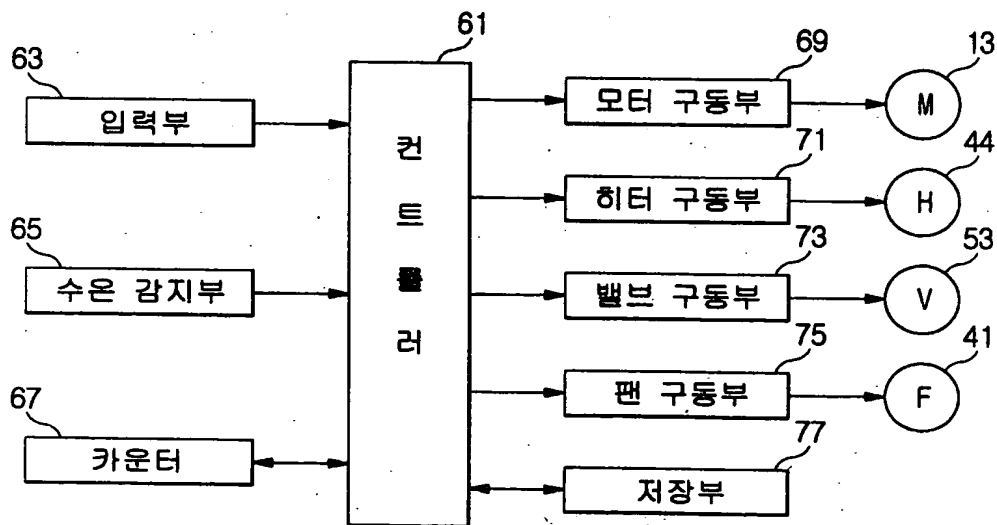 61
컨트롤러
63
입력부
65
수온 감지부
67
카운터
69
모터 구동부
13
M
71
히터 구동부
44
H
73
밸브 구동부
53
V
75
팬 구동부
41
F
77
저장부